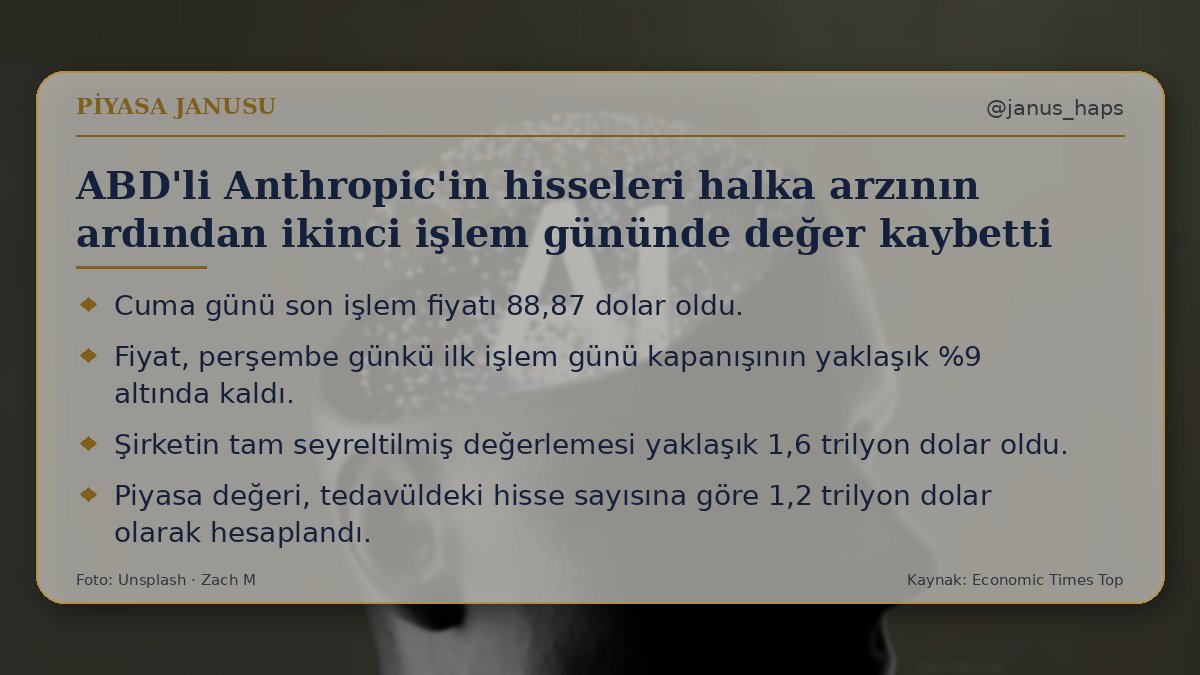 PİYASA JANUSU
@janus_haps
ABD'li Anthropic'in hisseleri halka arzının
ardından ikinci işlem gününde değer kaybetti
Cuma günü son işlem fiyatı 88,87 dolar oldu.
Fiyat, perşembe günkü ilk işlem günü kapanışının yaklaşık %9
altında kaldı.
Şirketin tam seyreltilmiş değerlemesi yaklaşık 1,6 trilyon dolar oldu.
Piyasa değeri, tedavüldeki hisse sayısına göre 1,2 trilyon dolar
olarak hesaplandı.
Foto: Unsplash · Zach M
Kaynak: Economic Times Top
AI